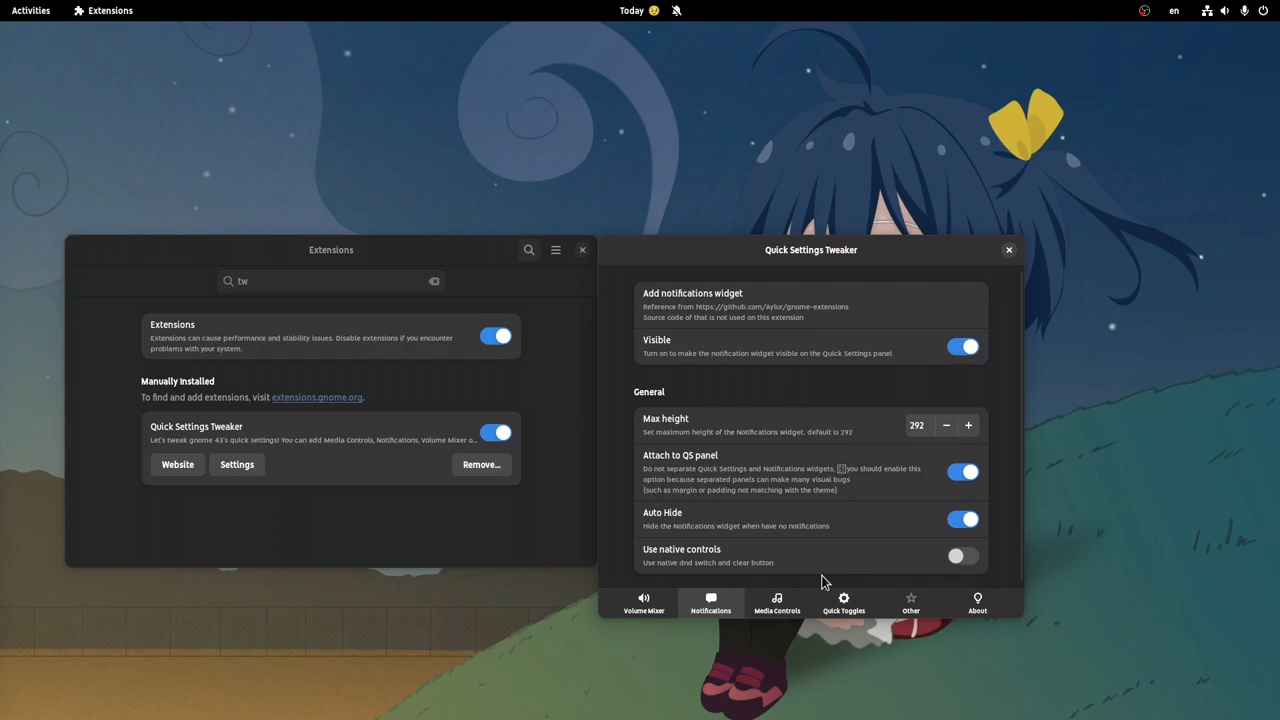 Activities
Extensions
Today
en
Extensions
tw
Extensions
Extensions can cause performance and stability issues. Disable extensions if you encounter
problems with your system.
Manually Installed
To find and add extensions, visit extensions.gnome.org.
Quick Settings Tweaker
Let's tweak gnome 43's quick settings! You can add Media Controls, Notifications, Volume Mixer o...
Website
Settings
Remove...
Quick Settings Tweaker
Add notifications widget
Reference from https://github.com/Aylur/gnome-extensions
Source code of that is not used on this extension
Visible
Turn on to make the notification widget visible on the Quick Settings panel
General
Max height
Set maximum height of the Notifications widget. default is 292
292
Attach to QS panel
Do not separate Quick Settings and Notifications widgets, you should enable this
option because separated panels can make many visual bugs
(such as margin or padding not matching with the theme)
Auto Hide
Hide the Notifications widget when have no notifications
Use native controls
Use native dnd switch and clear button
Volume Mixer
Notifications
Media Controls
Quick Toggles
Other
About